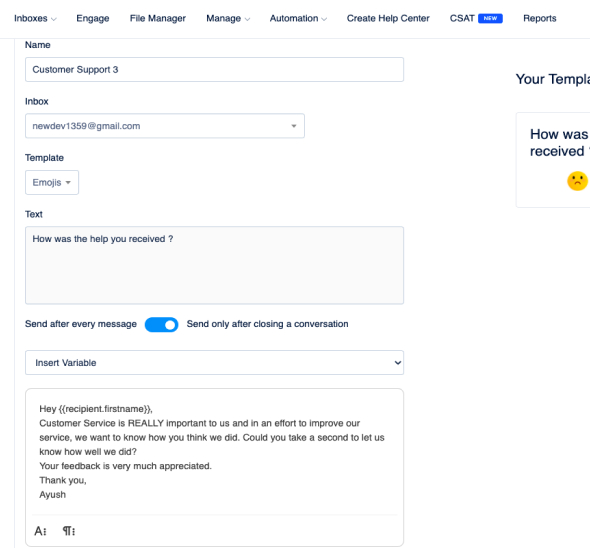 Inboxes Engage File Manager Manage Automation Create Help Center CSAT NEW Reports
Name
Customer Support 3
Your Templa
Inbox
newdev1359@gmail.com
How was
received ?
Template
Emojis
Text
How was the help you received ?
Send after every message Send only after closing a conversation
Insert Variable
Hey {{recipient.firstname}},
Customer Service is REALLY important to us and in an effort to improve our
service, we want to know how you think we did. Could you take a second to let us
know how well we did?
Your feedback is very much appreciated.
Thank you,
Ayush